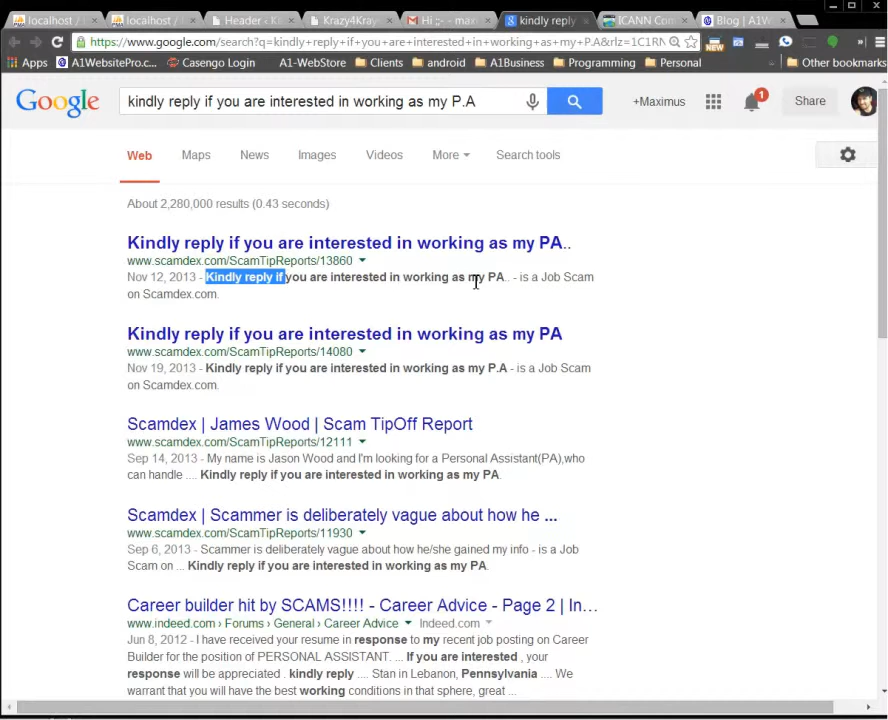 localhost /
localhost /
Header ‹ Ki
Krazy4Kray
Gmail Hi ;- - max
kindly reply
ICANN Com
Blog | A1W
https://www.google.com/search?q=kindly+reply+if+you+are+interested+in+working+as+my+P.A&rlz=1C1RN
NEW
Apps
A1WebsitePro.c...
Casengo Login
A1-WebStore
Clients
android
A1Business
Programming
Personal
Other bookmarks
Google
kindly reply if you are interested in working as my P.A
+Maximus
1
Share
Web Maps News Images Videos More Search tools
About 2,280,000 results (0.43 seconds)
Kindly reply if you are interested in working as my PA..
www.scamdex.com/ScamTipReports/13860
Nov 12, 2013 - Kindly reply if you are interested in working as my PA.. - is a Job Scam
on Scamdex.com.
Kindly reply if you are interested in working as my PA
www.scamdex.com/ScamTipReports/14080
Nov 19, 2013 - Kindly reply if you are interested in working as my P.A - is a Job Scam
on Scamdex.com.
Scamdex | James Wood | Scam TipOff Report
www.scamdex.com/ScamTipReports/12111
Sep 14, 2013 - My name is Jason Wood and I'm looking for a Personal Assistant(PA),who
can handle .... Kindly reply if you are interested in working as my PA.
Scamdex | Scammer is deliberately vague about how he ...
www.scamdex.com/ScamTipReports/11930
Sep 6, 2013 - Scammer is deliberately vague about how he/she gained my info - is a Job
Scam on ... Kindly reply if you are interested in working as my PA.
Career builder hit by SCAMS!!!! - Career Advice - Page 2 | In...
www.indeed.com › Forums › General › Career Advice Indeed.com
Jun 8, 2012 - I have received your resume in response to my recent job posting on Career
Builder for the position of PERSONAL ASSISTANT. ... If you are interested , your
response will be appreciated . kindly reply .... Stan in Lebanon, Pennsylvania .... We
warrant that you will have the best working conditions in that sphere, great ...